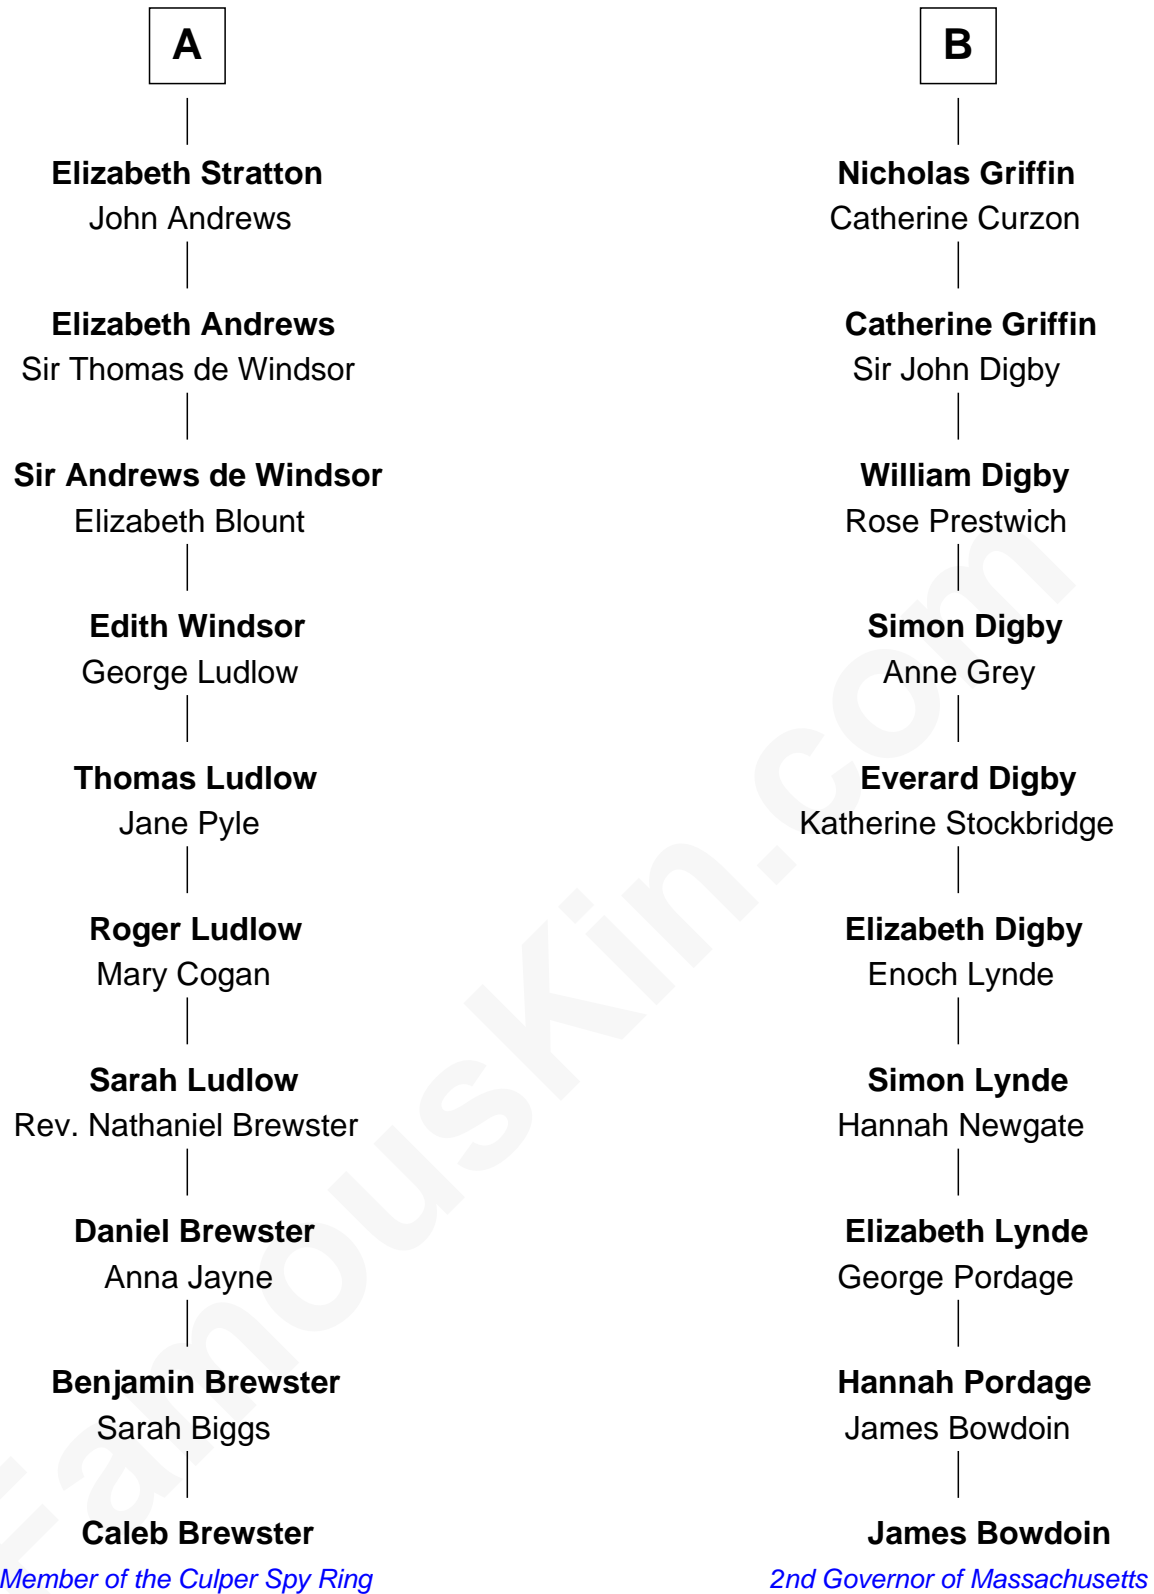 A
Elizabeth Stratton
John Andrews
Elizabeth Andrews
Sir Thomas de Windsor
Sir Andrews de Windsor
Elizabeth Blount
Edith Windsor
George Ludlow
Thomas Ludlow
Jane Pyle
Roger Ludlow
Mary Cogan
Sarah Ludlow
Rev. Nathaniel Brewster
Daniel Brewster
Anna Jayne
Benjamin Brewster
Sarah Biggs
Caleb Brewster
Member of the Culper Spy Ring
B
Nicholas Griffin
Catherine Curzon
Catherine Griffin
Sir John Digby
William Digby
Rose Prestwich
Simon Digby
Anne Grey
Everard Digby
Katherine Stockbridge
Elizabeth Digby
Enoch Lynde
Simon Lynde
Hannah Newgate
Elizabeth Lynde
George Pordage
Hannah Pordage
James Bowdoin
James Bowdoin
2nd Governor of Massachusetts
FamousKin.com